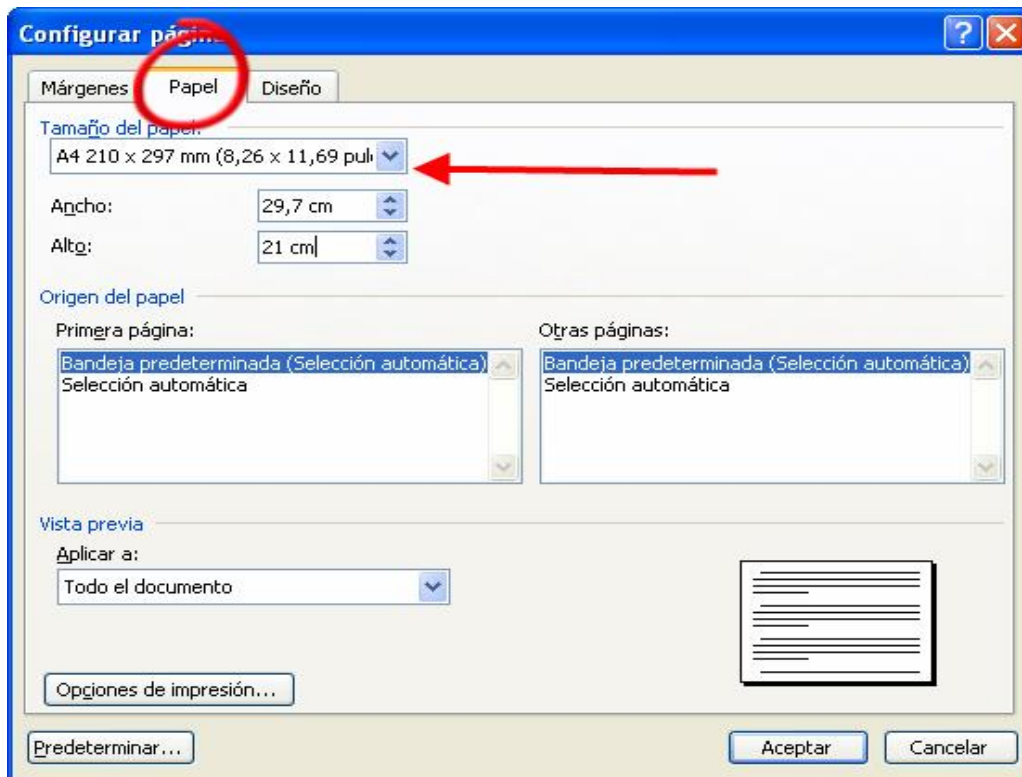 Configurar página
Márgenes Papel Diseño
Tamaño del papel:
A4 210 x 297 mm (8,26 x 11,69 pul
Ancho: 29,7 cm
Alto: 21 cm
Origen del papel
Primera página: Otras páginas:
Bandeja predeterminada (Selección automática) Bandeja predeterminada (Selección automática)
Selección automática Selección automática
Vista previa
Aplicar a:
Todo el documento
Opciones de impresión...
Predeterminar... Aceptar Cancelar